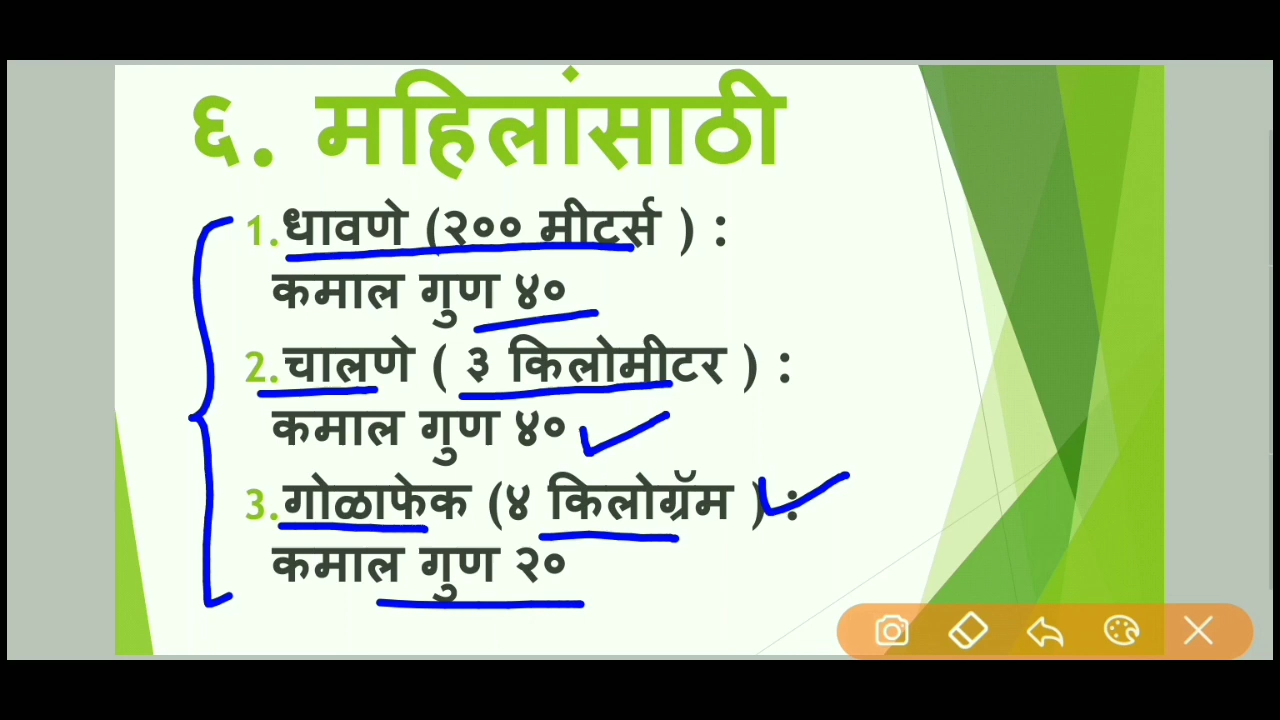 ६. महिलांसाठी
1.धावणे (२०० मीटर्स ) :
कमाल गुण ४०
2.चालणे ( ३ किलोमीटर ) :
कमाल गुण ४०
3.गोळाफेक (४ किलोग्रॅम ) :
कमाल गुण २०